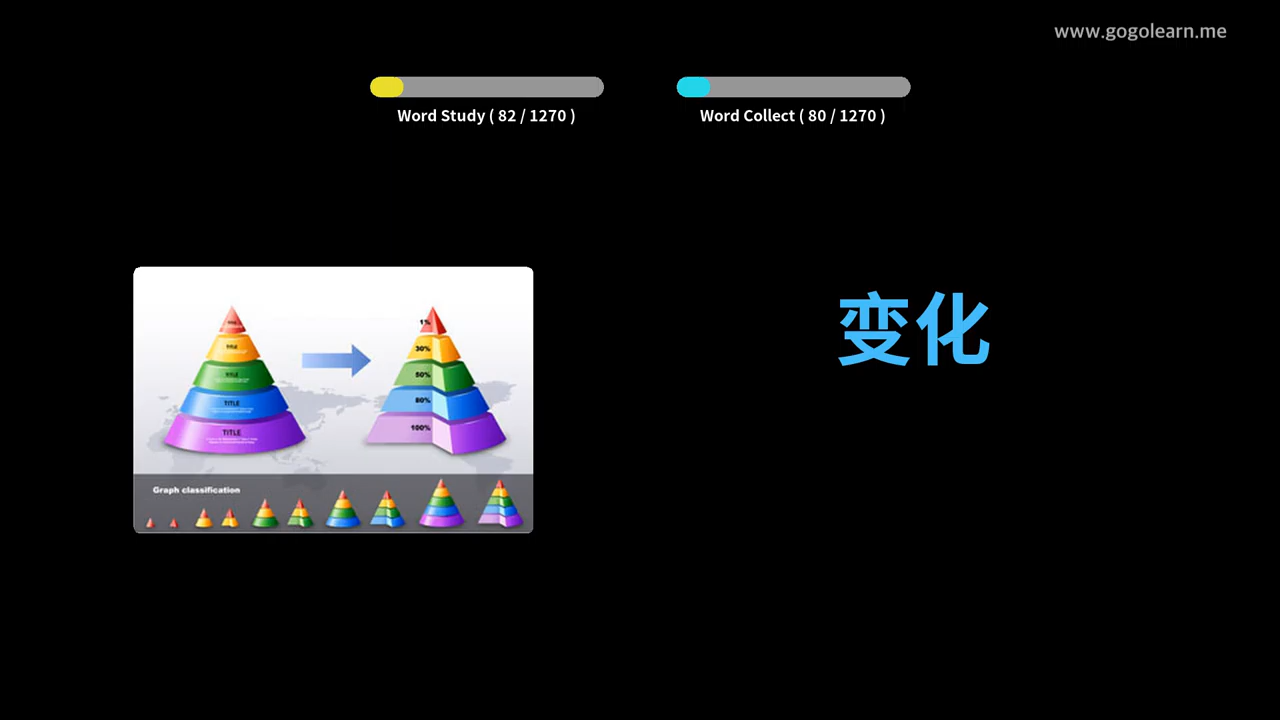 www.gogolearn.me
Word Study ( 82 / 1270 )
Word Collect ( 80 / 1270 )
变化
TITLE
TITLE
TITLE
TITLE
1%
30%
50%
80%
100%
Graph classification